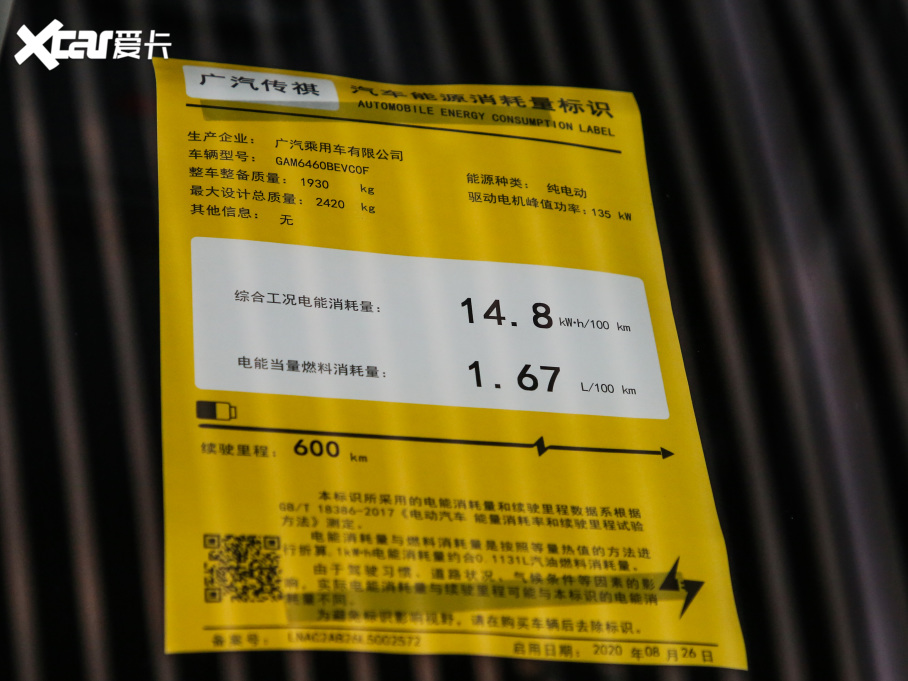 Xcar爱卡
广汽传祺 汽车能源消耗量标识
AUTOMOBILE ENERGY CONSUMPTION LABEL
生产企业： 广汽乘用车有限公司
车辆型号： GAM6460BEVC0F
整车整备质量： 1930 kg
能源种类： 纯电动
最大设计总质量： 2420 kg
驱动电机峰值功率：135 kW
其他信息： 无
综合工况电能消耗量： 14.8 kW·h/100 km
电能当量燃料消耗量： 1.67 L/100 km
续驶里程： 600 km
本标识所采用的电能消耗量和续驶里程数据系根据
GB/T 18386-2017《电动汽车 能量消耗率和续驶里程试验
方法》测定。
电能消耗量与燃料消耗量是按照等量热值的方法进
行折算，1kW·h电能消耗量约合0.1131L汽油燃料消耗量。
由于驾驶习惯、道路状况、气候条件等因素的影
响，实际电能消耗量与续驶里程可能与本标识的电能消
耗量不同。
为避免标识影响视野，请在购买车辆后去除标识。
备案号： LNAC2AB26L5002572
启用日期： 2020 年08 月26 日